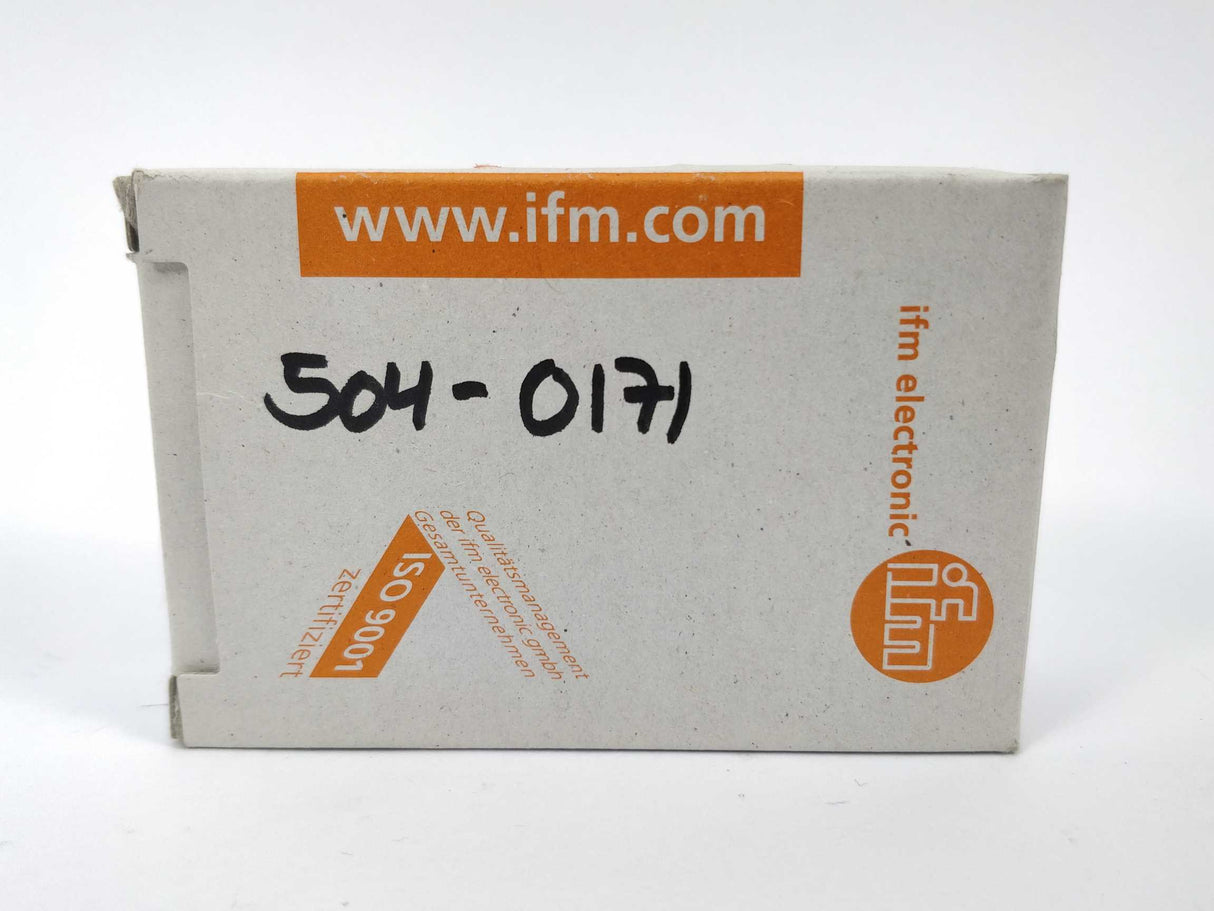 www.ifm.com
504-0171
ifm electronic
ifm
Qualitätsmanagement
der ifm electronic gmbh
Gesamtunternehmen
ISO 9001
zertifiziert